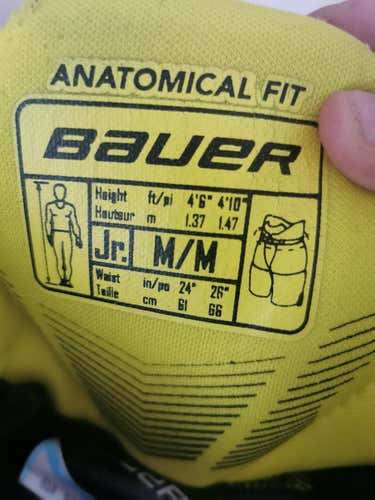 ANATOMICAL FIT
BAUER
Height ft/pi 4'6" 4'10"
Hauteur m 1.37 1.47
Jr. M/M
Waist in/po 24" 26"
Taille cm 61 66